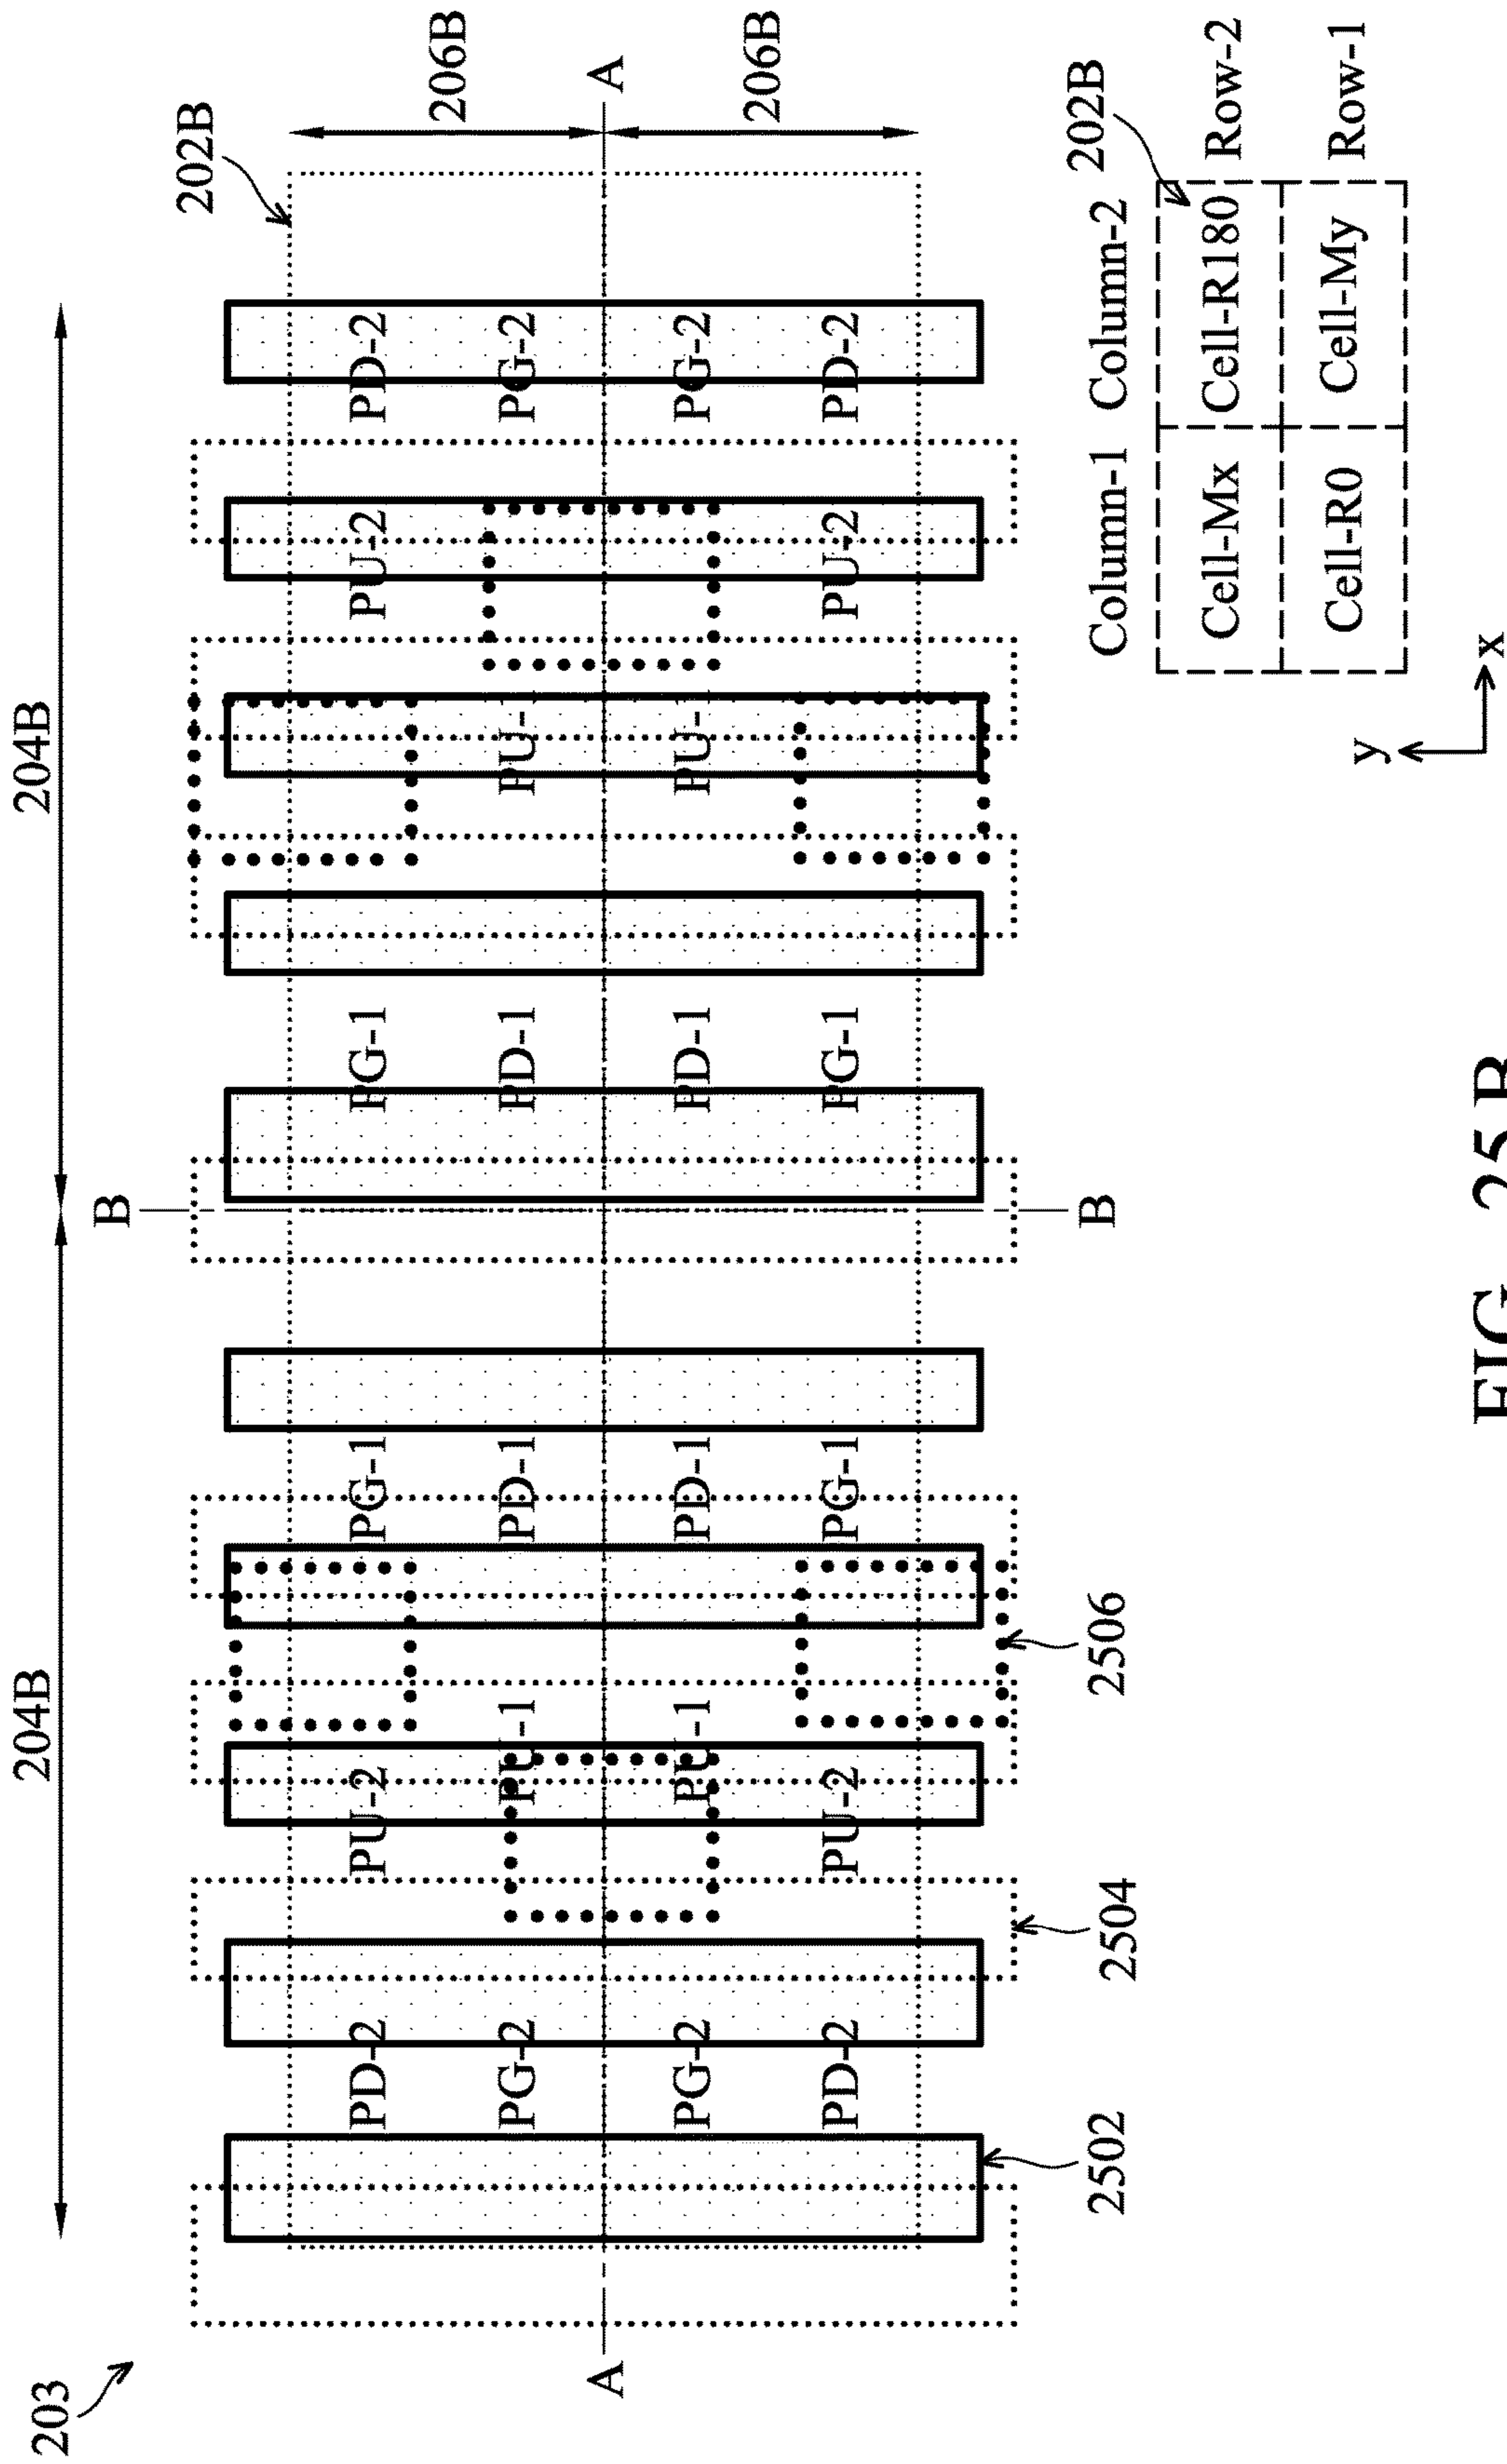 203
204B
204B
B
202B
PD-2 PU-2 PG-1 PG-1 PU-2 PD-2
206B
PG-2 PU-1 PD-1 PD-1 PU- PG-2
A A
PG-2 PU-1 PD-1 PD-1 PU- PG-2
206B
PD-2 PU-2 PG-1 PG-1 PU-2 PD-2
2502
2504
2506
B
202B
Column-1 Column-2
Cell-Mx Cell-R180 Row-2
Cell-R0 Cell-My Row-1
y
x
FIG. 25B